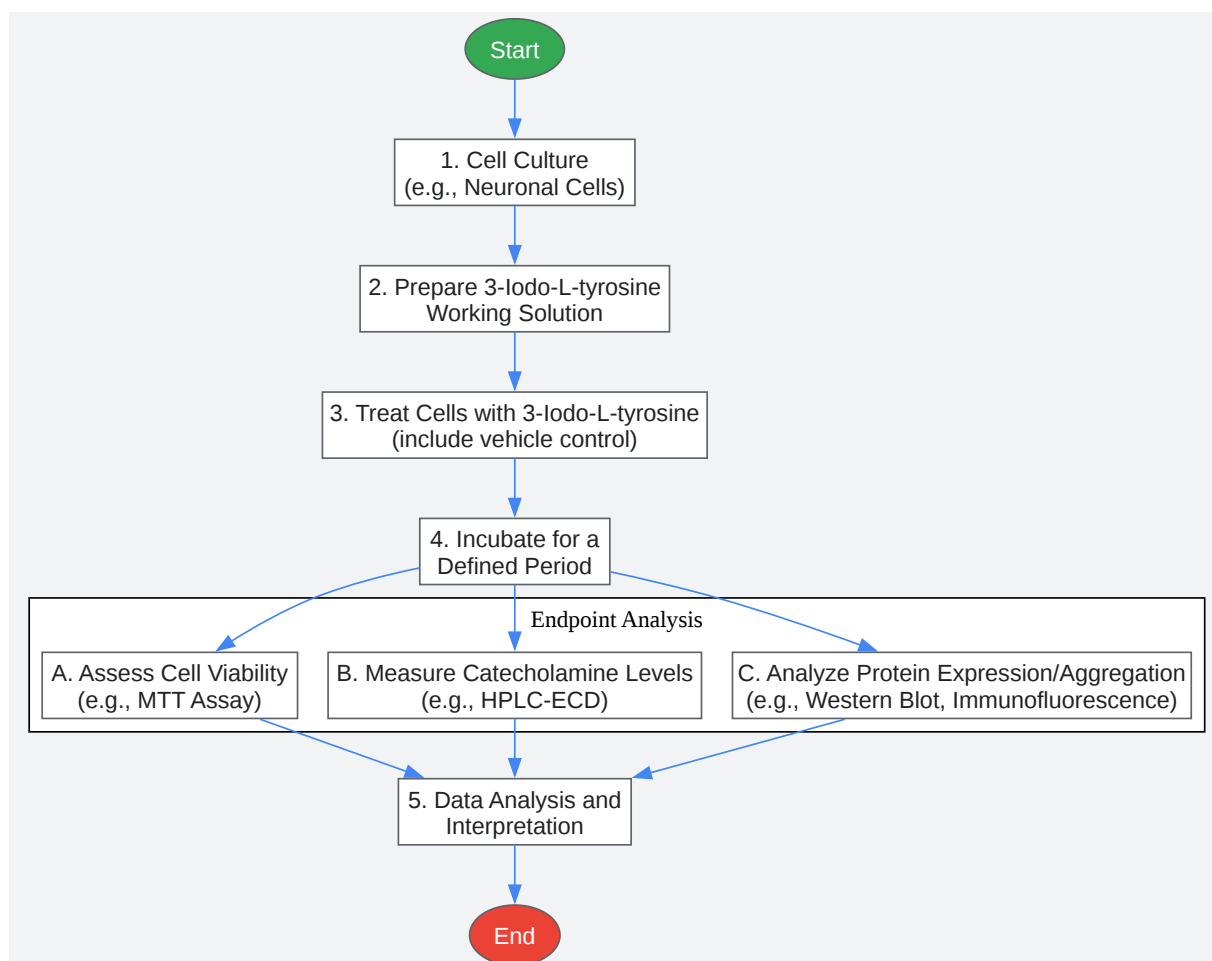 Start
1. Cell Culture
(e.g., Neuronal Cells)
2. Prepare 3-Iodo-L-tyrosine
Working Solution
3. Treat Cells with 3-Iodo-L-tyrosine
(include vehicle control)
4. Incubate for a
Defined Period
Endpoint Analysis
A. Assess Cell Viability
(e.g., MTT Assay)
B. Measure Catecholamine Levels
(e.g., HPLC-ECD)
C. Analyze Protein Expression/Aggregation
(e.g., Western Blot, Immunofluorescence)
5. Data Analysis and
Interpretation
End